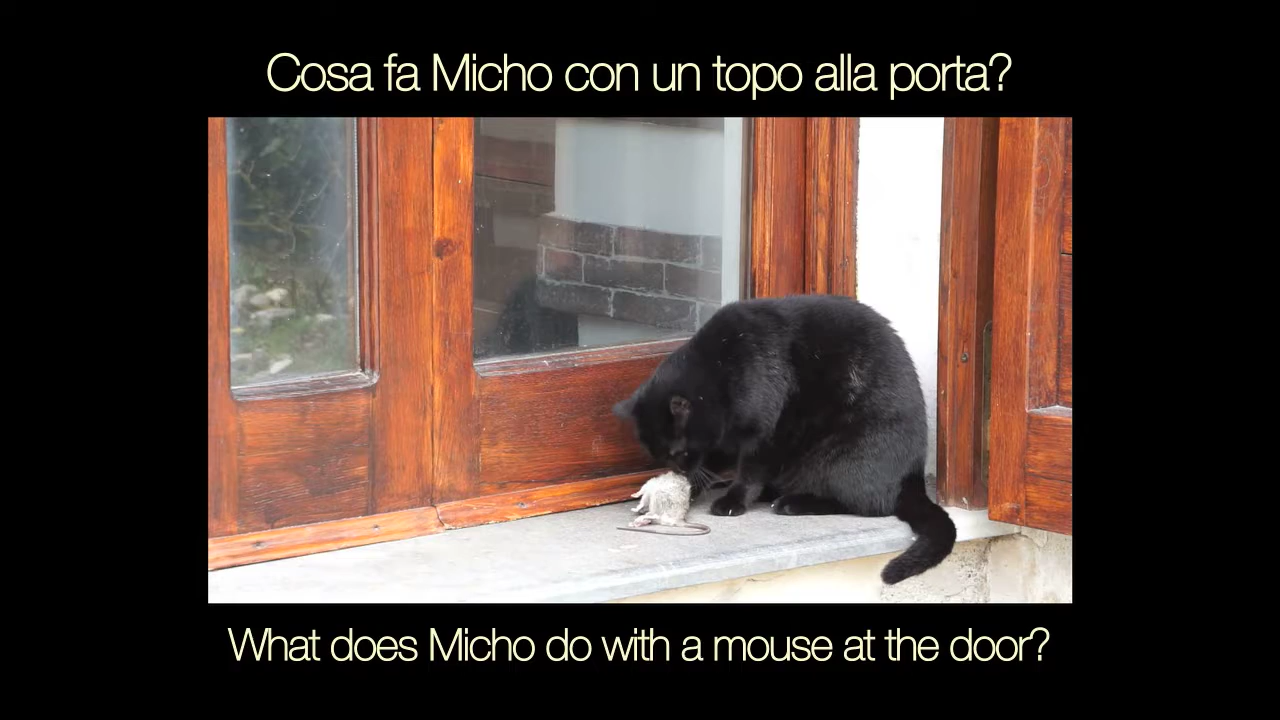 Cosa fa Micho con un topo alla porta?
What does Micho do with a mouse at the door?